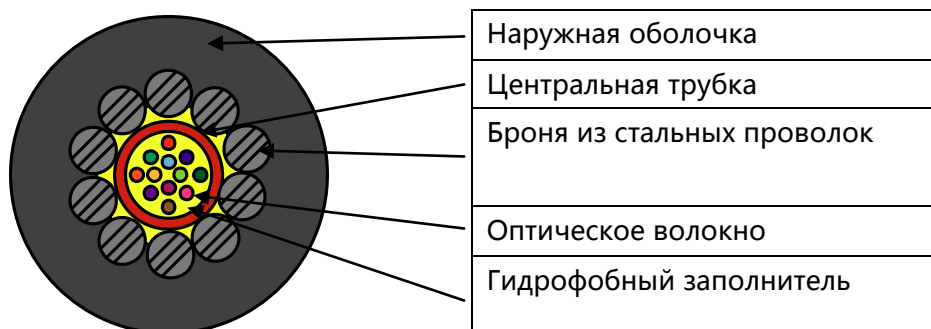 Наружная оболочка
Центральная трубка
Броня из стальных проволок
Оптическое волокно
Гидрофобный заполнитель